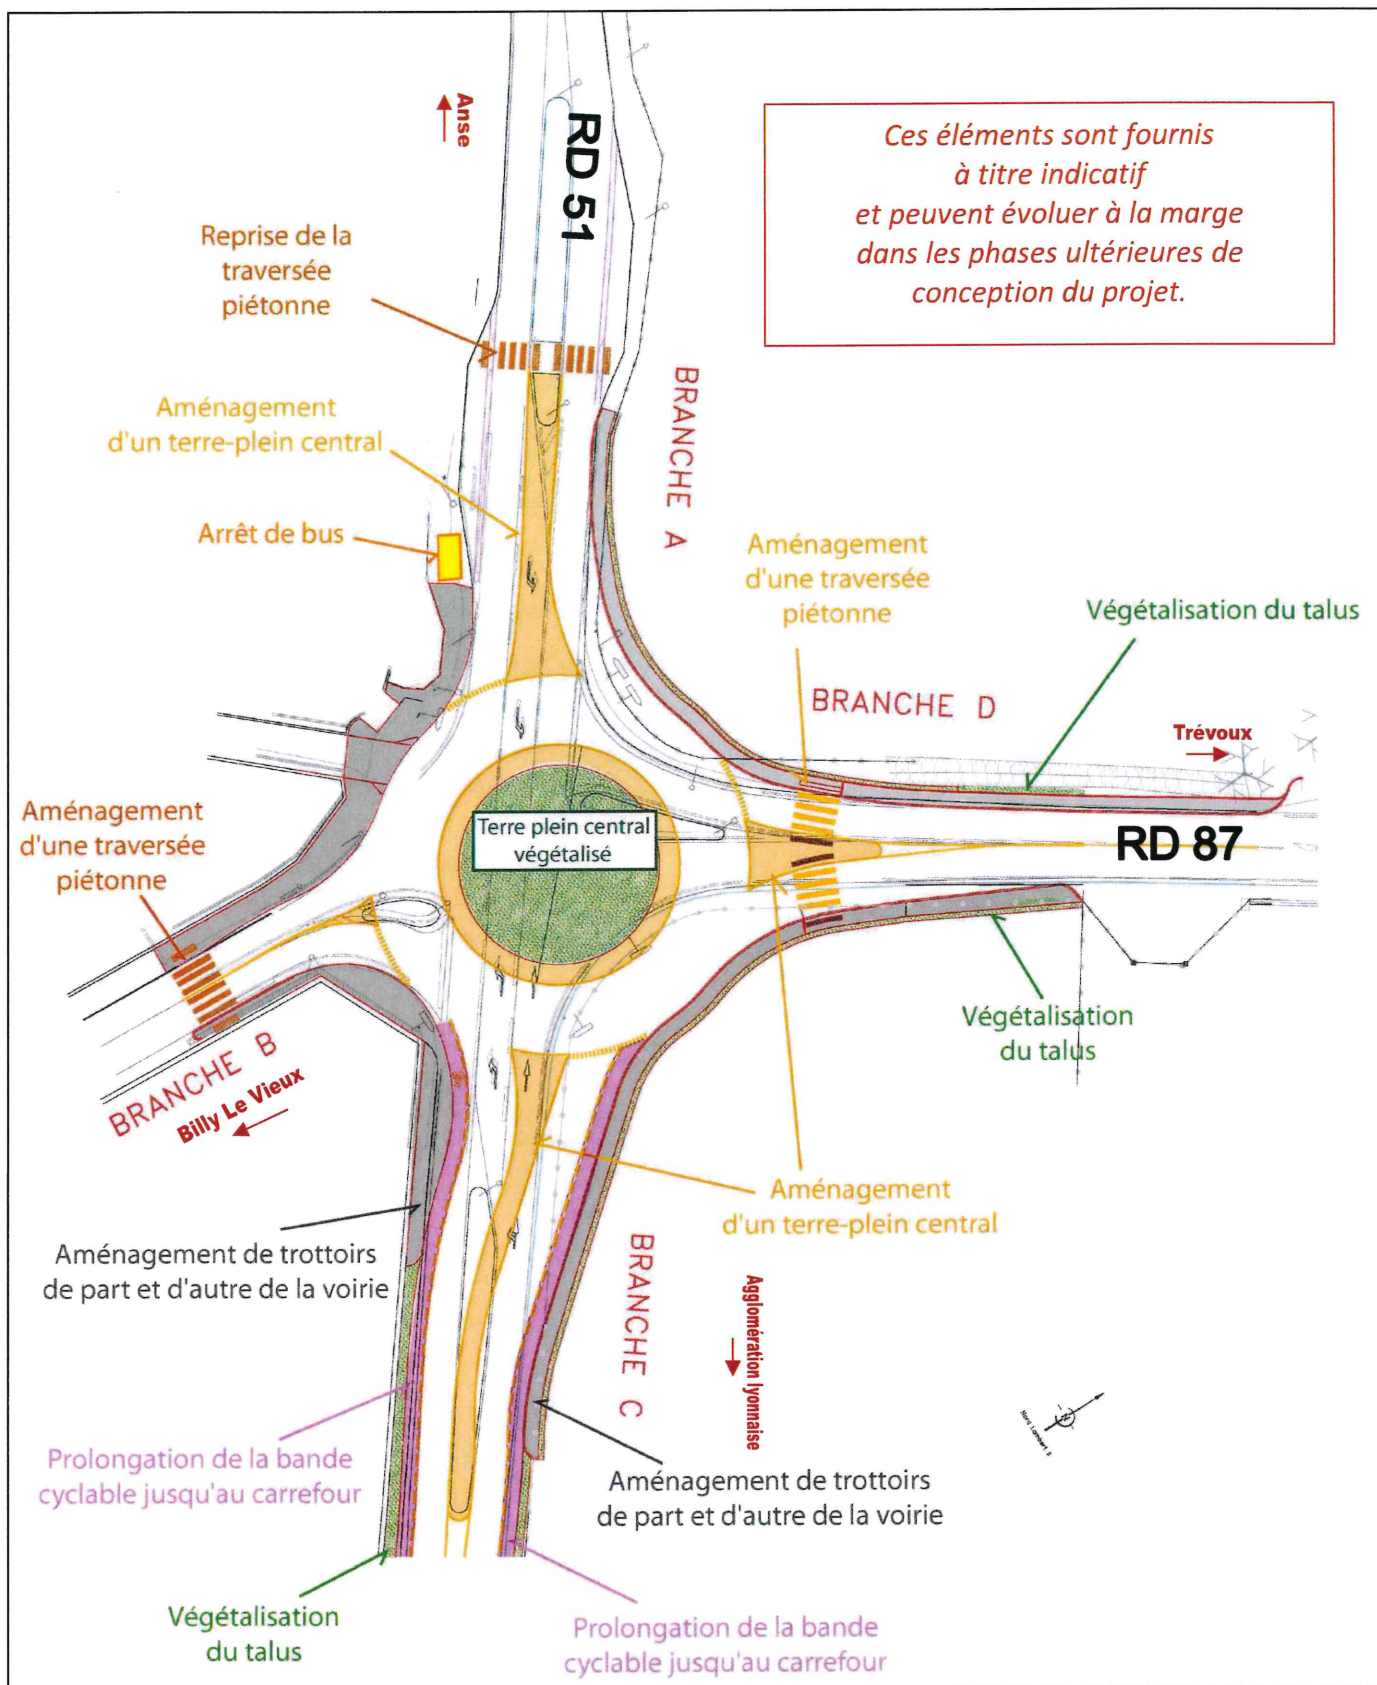 Anse
RD 51
Ces éléments sont fournis
à titre indicatif
et peuvent évoluer à la marge
dans les phases ultérieures de
conception du projet.
Reprise de la
traversée
piétonne
BRANCHE A
Aménagement
d'un terre-plein central
Arrêt de bus
Aménagement
d'une traversée
piétonne
Végétalisation du talus
BRANCHE D
Trévoux
Aménagement
d'une traversée
piétonne
Terre plein central
végétalisé
RD 87
Végétalisation
du talus
BRANCHE B
Billy Le Vieux
Aménagement
d'un terre-plein central
Aménagement de trottoirs
de part et d'autre de la voirie
BRANCHE C
Agglomération lyonnaise
Nord Lambert II
Prolongation de la bande
cyclable jusqu'au carrefour
Aménagement de trottoirs
de part et d'autre de la voirie
Végétalisation
du talus
Prolongation de la bande
cyclable jusqu'au carrefour